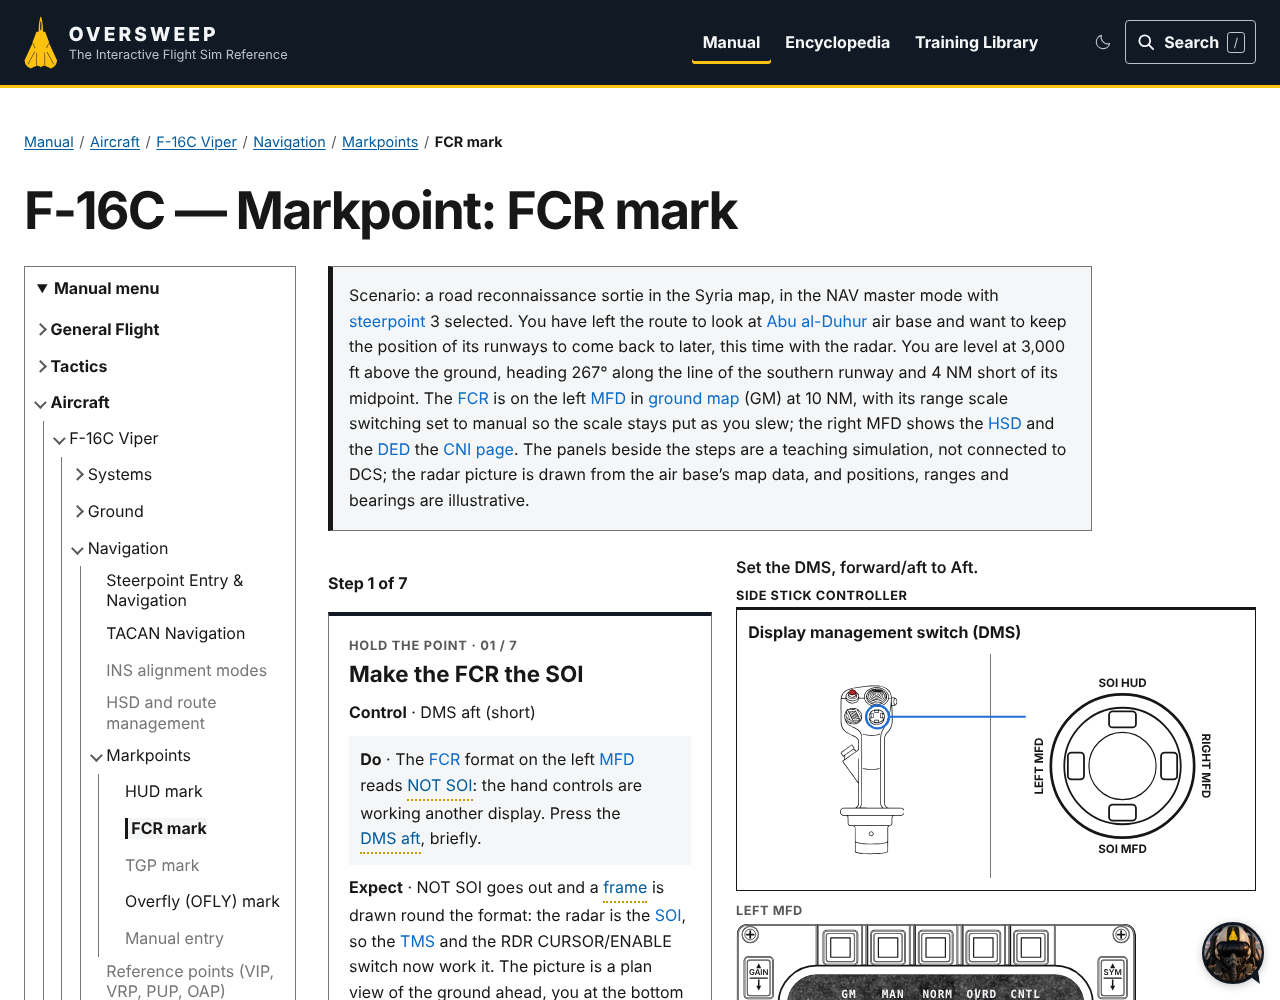 OVERSWEEP
The Interactive Flight Sim Reference
Manual
Encyclopedia
Training Library
Search /
Manual / Aircraft / F-16C Viper / Navigation / Markpoints / FCR mark
F-16C — Markpoint: FCR mark
Manual menu
General Flight
Tactics
Aircraft
F-16C Viper
Systems
Ground
Navigation
Steerpoint Entry &
Navigation
TACAN Navigation
INS alignment modes
HSD and route
management
Markpoints
HUD mark
FCR mark
TGP mark
Overfly (OFLY) mark
Manual entry
Reference points (VIP,
VRP, PUP, OAP)
Scenario: a road reconnaissance sortie in the Syria map, in the NAV master mode with
steerpoint 3 selected. You have left the route to look at Abu al-Duhur air base and want to keep
the position of its runways to come back to later, this time with the radar. You are level at 3,000
ft above the ground, heading 267° along the line of the southern runway and 4 NM short of its
midpoint. The FCR is on the left MFD in ground map (GM) at 10 NM, with its range scale
switching set to manual so the scale stays put as you slew; the right MFD shows the HSD and
the DED the CNI page. The panels beside the steps are a teaching simulation, not connected to
DCS; the radar picture is drawn from the air base’s map data, and positions, ranges and
bearings are illustrative.
Step 1 of 7
HOLD THE POINT · 01 / 7
Make the FCR the SOI
Control · DMS aft (short)
Do · The FCR format on the left MFD
reads NOT SOI: the hand controls are
working another display. Press the
DMS aft, briefly.
Expect · NOT SOI goes out and a frame is
drawn round the format: the radar is the SOI,
so the TMS and the RDR CURSOR/ENABLE
switch now work it. The picture is a plan
view of the ground ahead, you at the bottom
Set the DMS, forward/aft to Aft.
SIDE STICK CONTROLLER
Display management switch (DMS)
SOI HUD
LEFT MFD
RIGHT MFD
SOI MFD
LEFT MFD
GAIN
SYM
GM MAN NORM OVRD CNTL